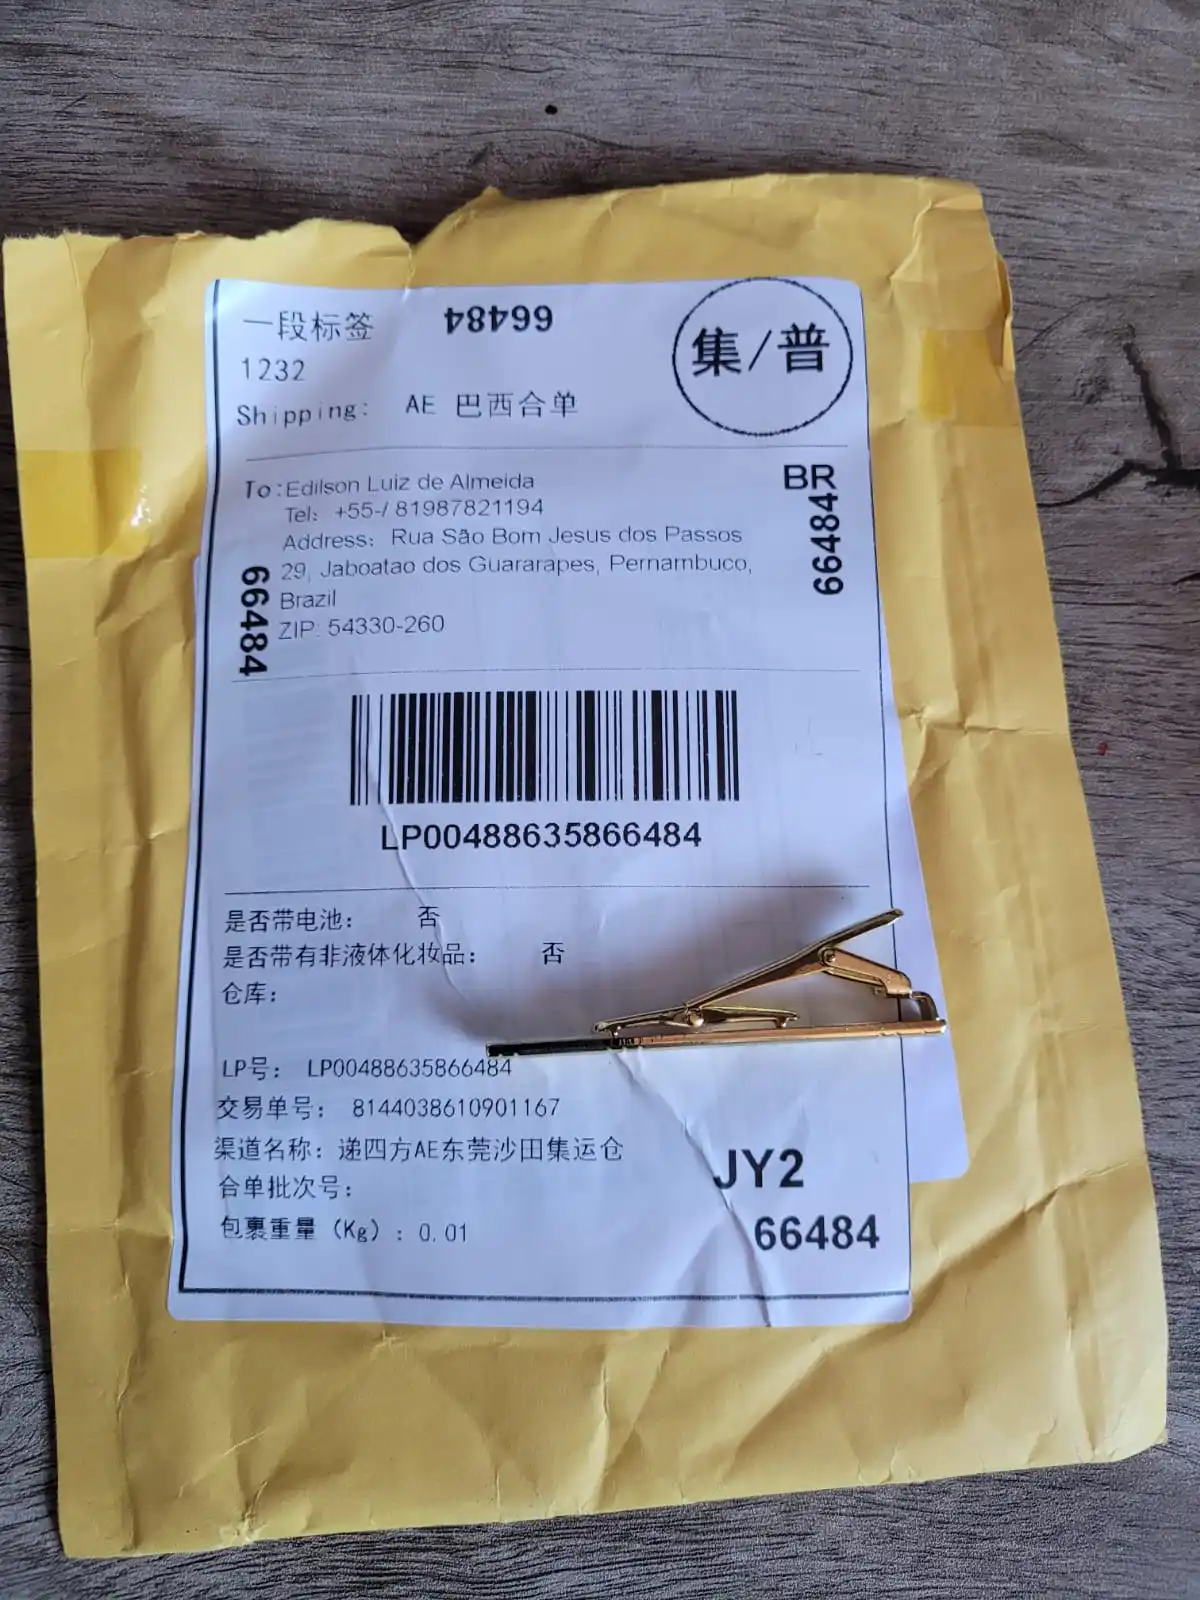 一段标签
66484
集/普
1232
Shipping: AE 巴西合单
To:Edilson Luiz de Almeida
BR
Tel: +55-/ 81987821194
66484
Address: Rua São Bom Jesus dos Passos
29, Jaboatao dos Guararapes, Pernambuco,
Brazil
66484
ZIP: 54330-260
LP00488635866484
是否带电池: 否
是否带有非液体化妆品: 否
仓库:
LP号: LP00488635866484
交易单号: 8144038610901167
渠道名称: 递四方AE东莞沙田集运仓
JY2
合单批次号:
包裹重量 (Kg) : 0.01
66484